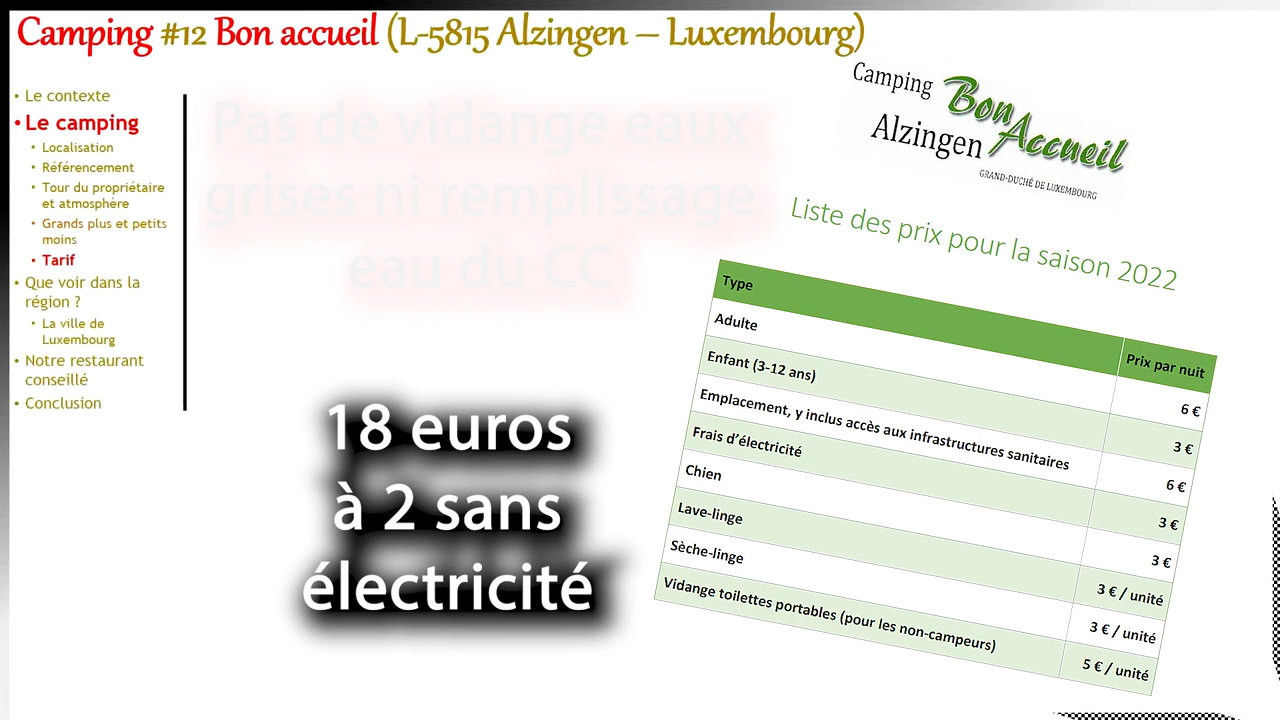 Camping #12 Bon accueil (L-5815 Alzingen – Luxembourg)
• Le contexte
• Le camping
• Localisation
• Référencement
• Tour du propriétaire
et atmosphère
• Grands plus et petits
moins
• Tarif
• Que voir dans la
région ?
• La ville de
Luxembourg
• Notre restaurant
conseillé
• Conclusion
Pas de vidange eaux
grises ni remplissage
eau du CC
18 euros
à 2 sans
électricité
Camping Bon Accueil
Alzingen
GRAND-DUCHÉ DE LUXEMBOURG
Liste des prix pour la saison 2022
Type Prix par nuit
Adulte 6 €
Enfant (3-12 ans) 3 €
Emplacement, y inclus accès aux infrastructures sanitaires 6 €
Frais d'électricité 3 €
Chien 3 €
Lave-linge 3 € / unité
Sèche-linge 3 € / unité
Vidange toilettes portables (pour les non-campeurs) 5 € / unité